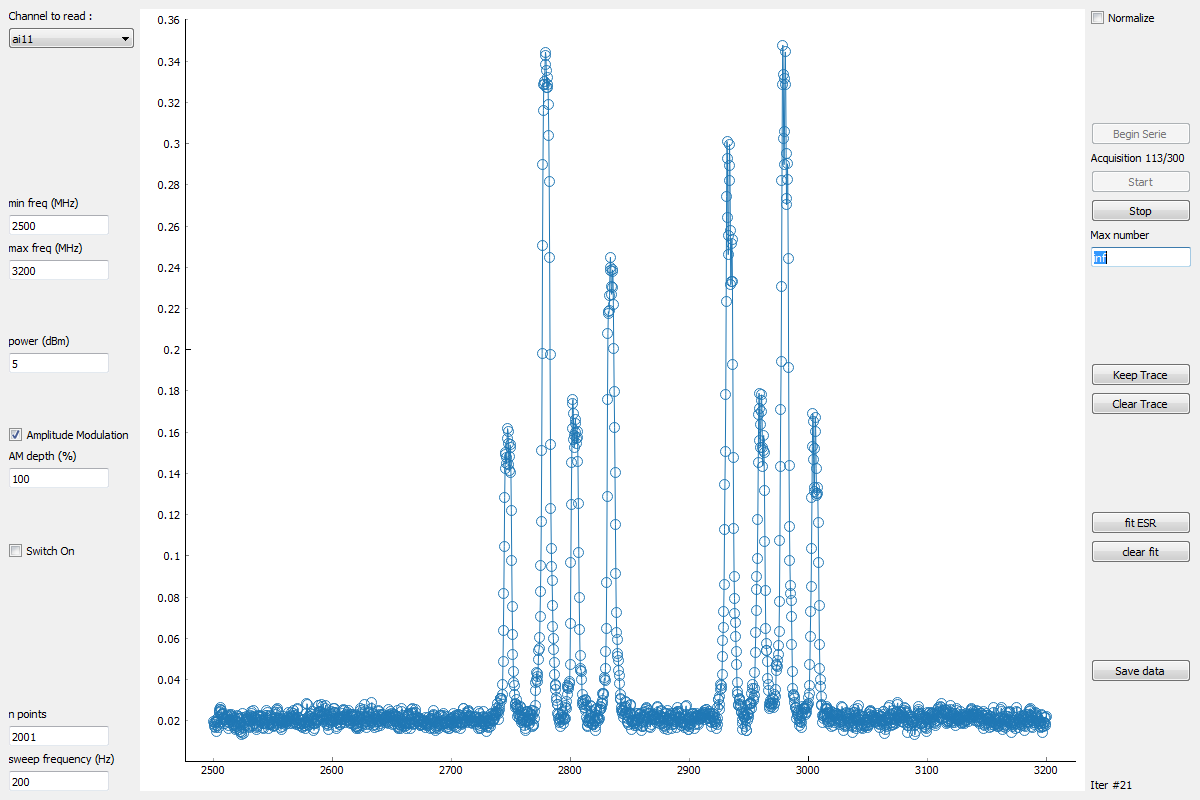 Channel to read :
ai11
min freq (MHz)
2500
max freq (MHz)
3200
power (dBm)
5
Amplitude Modulation
AM depth (%)
100
Switch On
n points
2001
sweep frequency (Hz)
200
0.36
0.34
0.32
0.3
0.28
0.26
0.24
0.22
0.2
0.18
0.16
0.14
0.12
0.1
0.08
0.06
0.04
0.02
2500 2600 2700 2800 2900 3000 3100 3200
Normalize
Begin Serie
Acquisition 113/300
Start
Stop
Max number
inf
Keep Trace
Clear Trace
fit ESR
clear fit
Save data
Iter #21